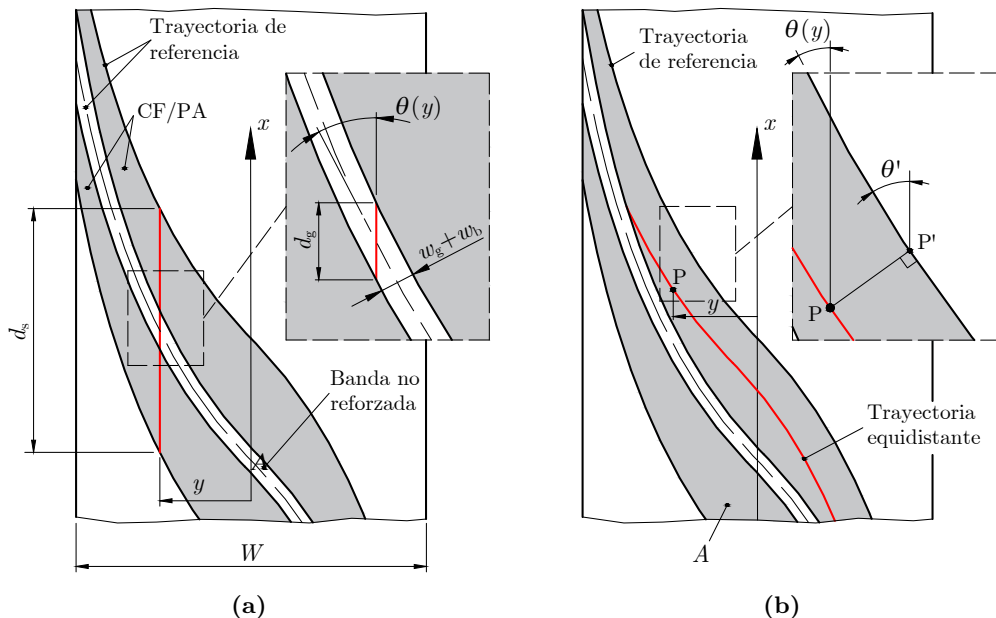 Trayectoria de
referencia
CF/PA
x
θ(y)
d_g
w_g+w_b
d_s
Banda no
reforzada
A
y
W
(a)
θ(y)
Trayectoria
de referencia
x
θ'
P'
P
P
y
Trayectoria
equidistante
A
(b)